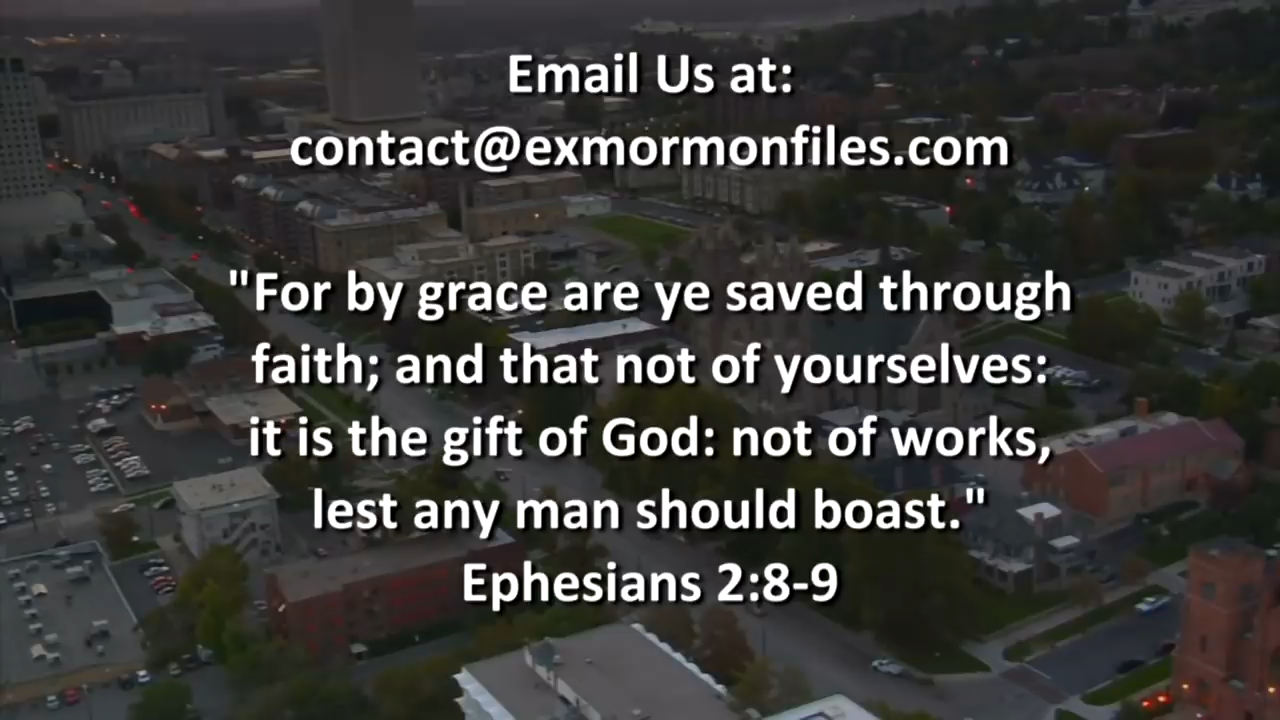 Email Us at:
contact@exmormonfiles.com
"For by grace are ye saved through
faith; and that not of yourselves:
it is the gift of God: not of works,
lest any man should boast."
Ephesians 2:8-9